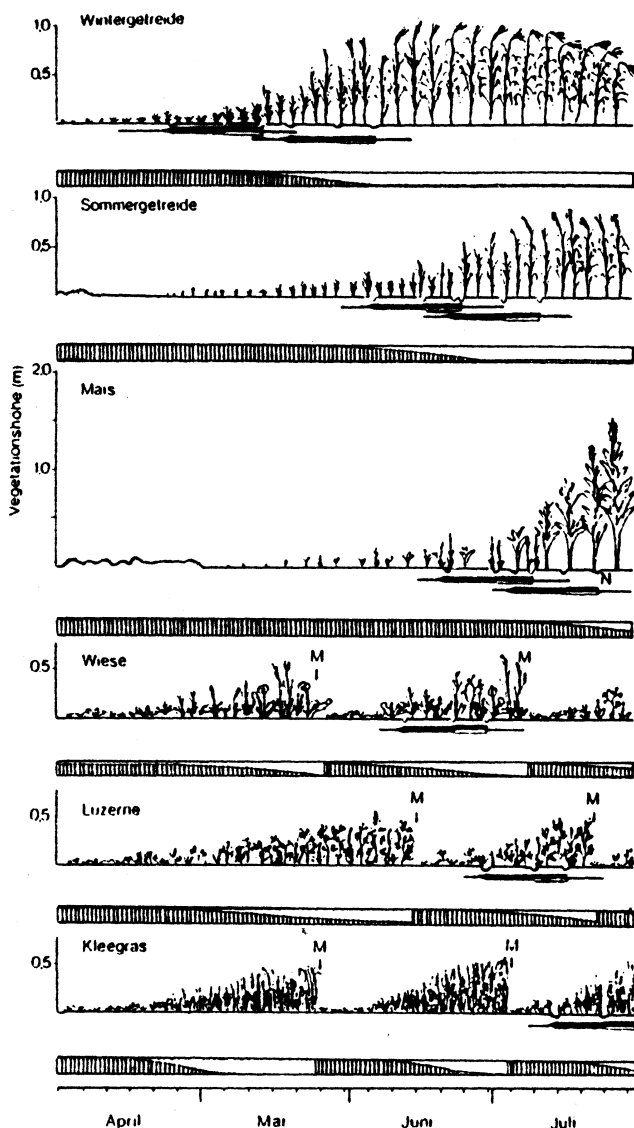 Wintergetreide
1.0
0.5
Sommergetreide
1.0
0.5
Vegetationshöhe (m)
2.0
Mais
1.0
N
Wiese
0.5
M
M
Luzerne
0,5
M
M
Kleegras
0,5
M
M
April
Mai
Juni
Juli